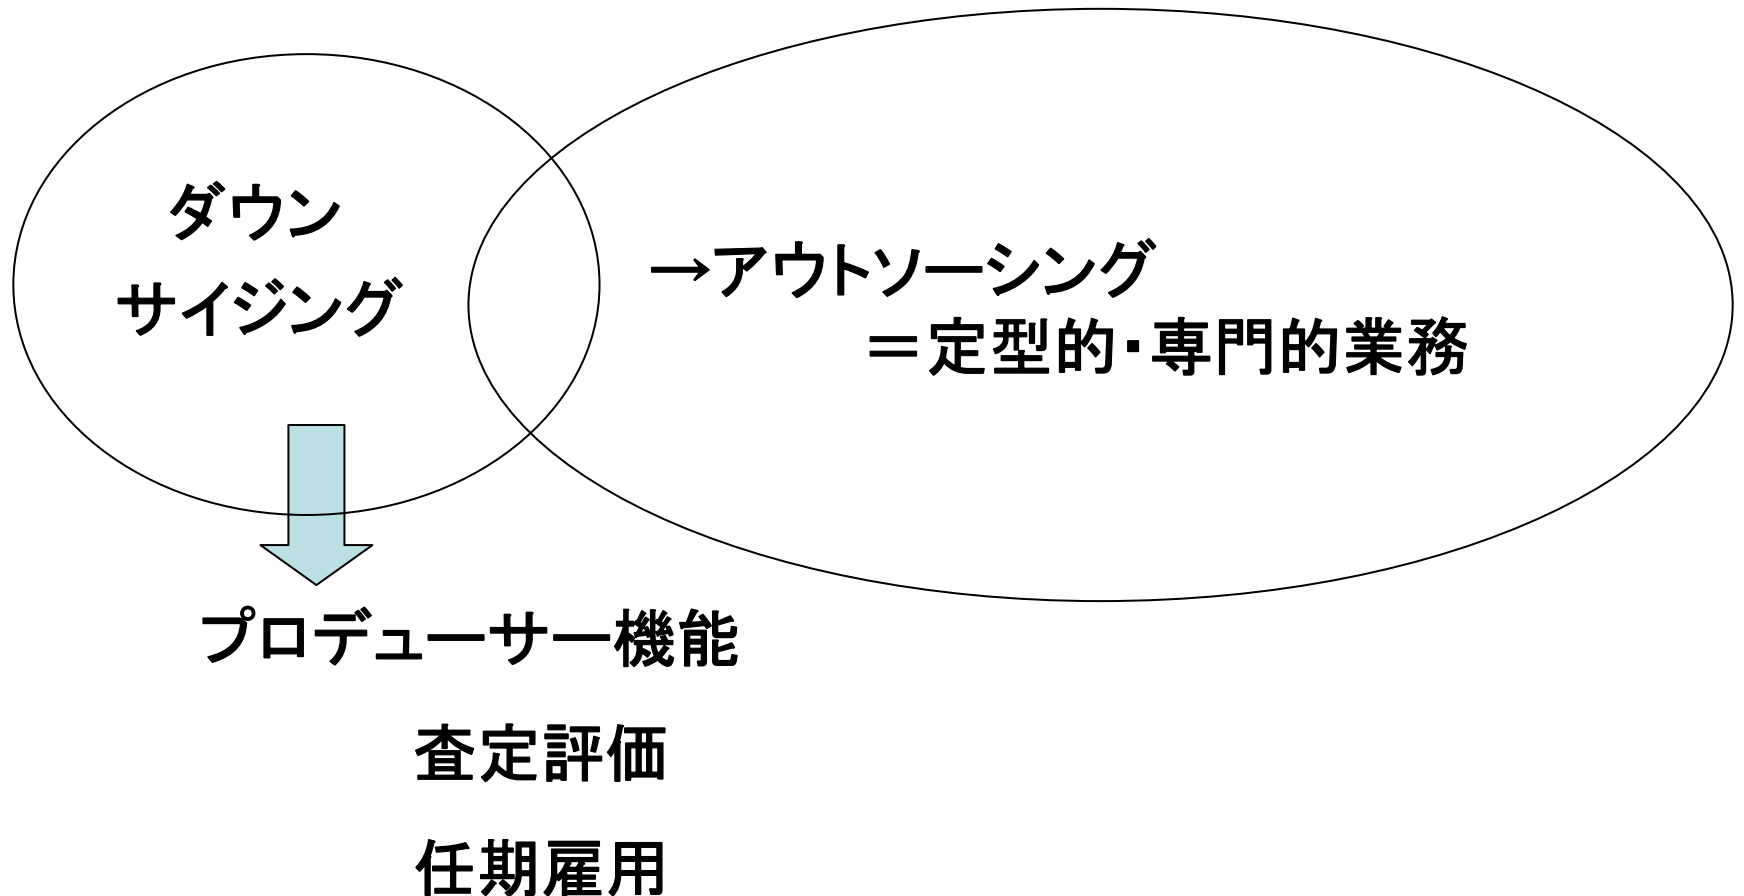 ダウン
サイジング
→アウトソーシング
＝定型的・専門的業務
プロデューサー機能
査定評価
任期雇用